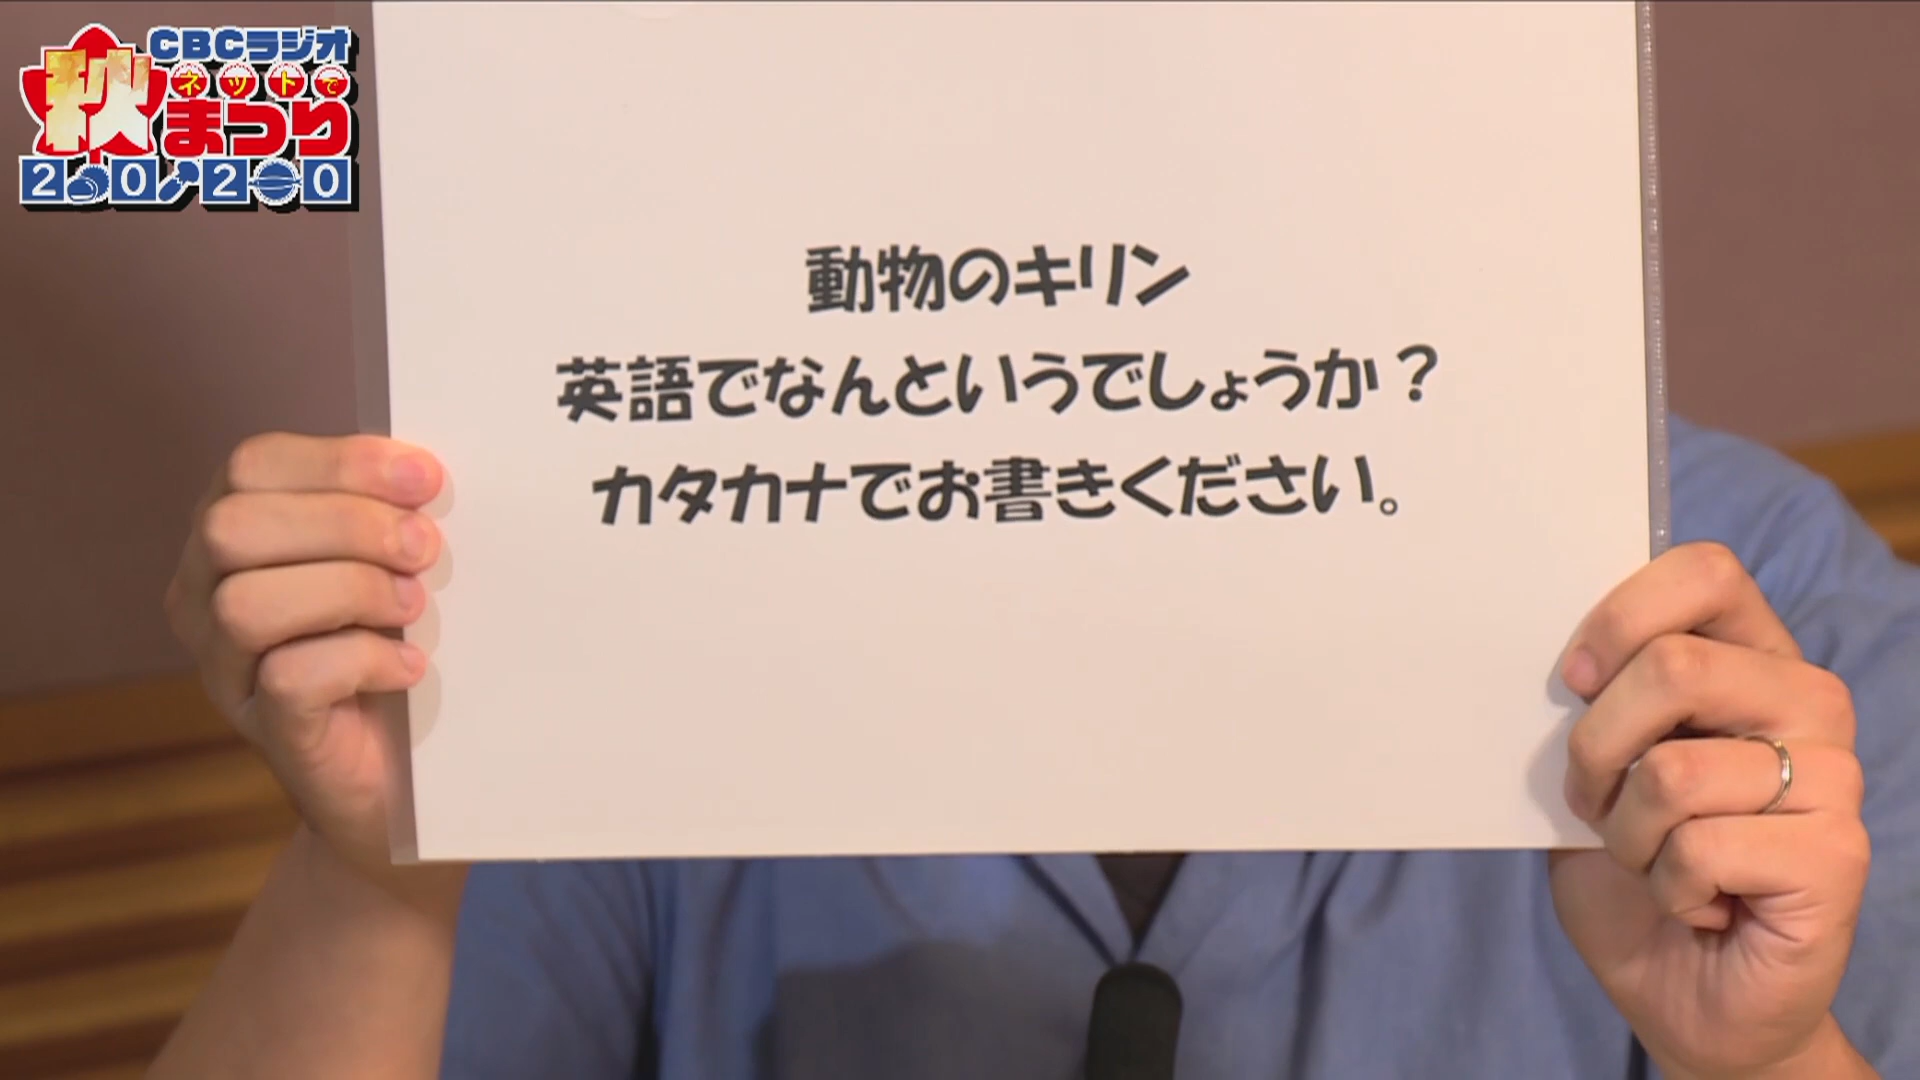 CBCラジオ
秋 ネットで
まつり
2020
動物のキリン
英語でなんというでしょうか？
カタカナでお書きください。